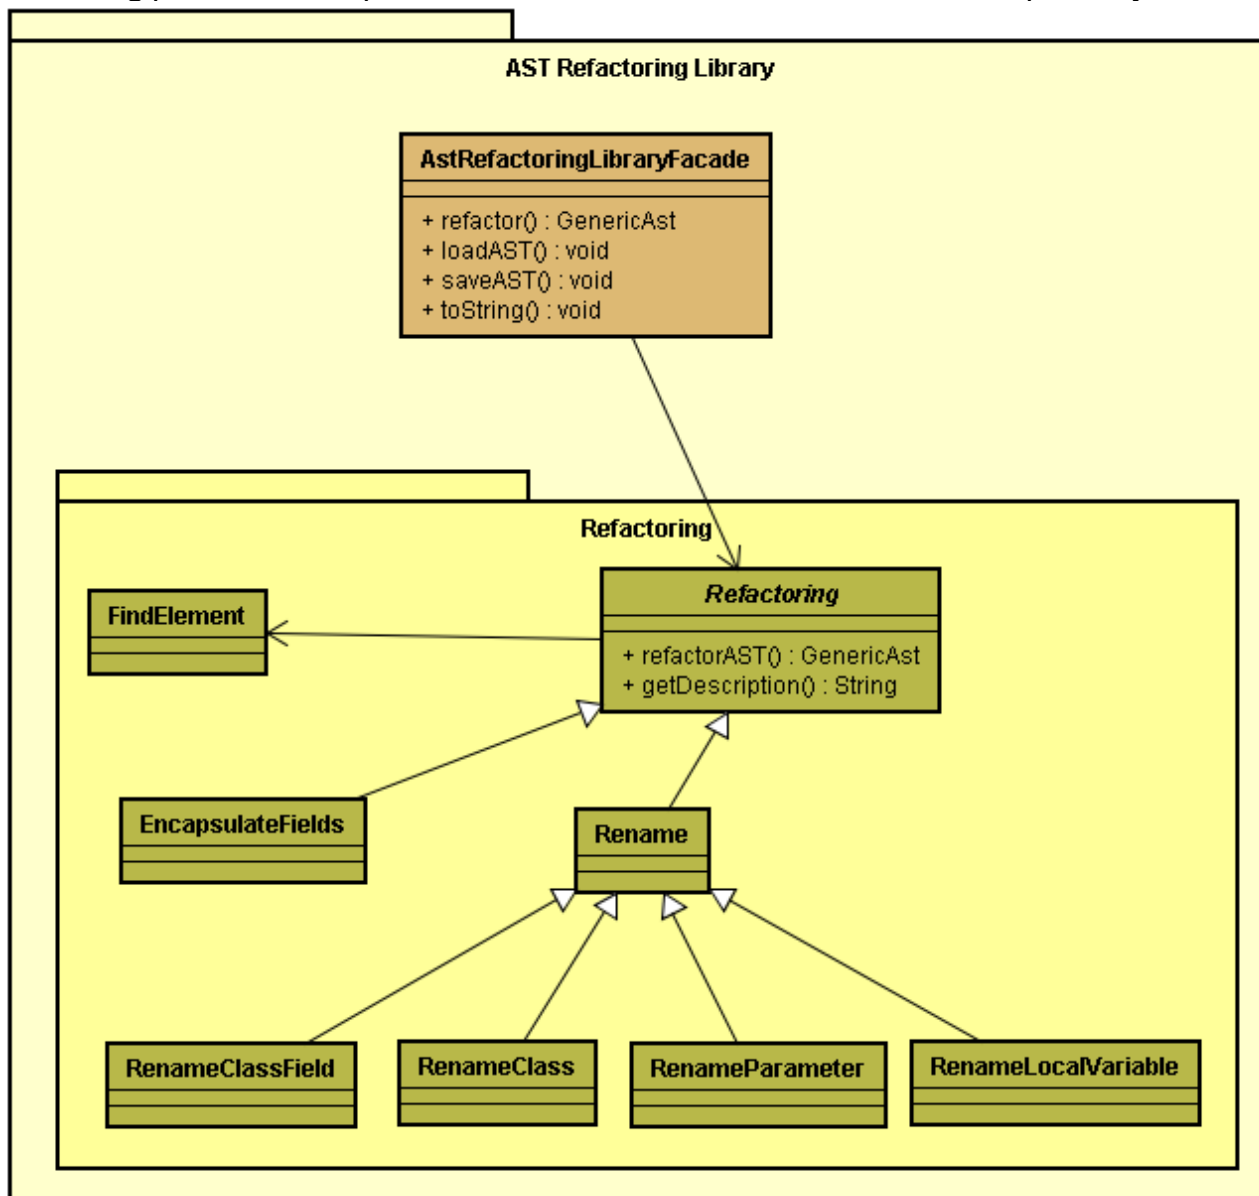 AST Refactoring Library
AstRefactoringLibraryFacade
+ refactor() : GenericAst
+ loadAST() : void
+ saveAST() : void
+ toString() : void
Refactoring
FindElement
Refactoring
+ refactorAST() : GenericAst
+ getDescription() : String
EncapsulateFields
Rename
RenameClassField
RenameClass
RenameParameter
RenameLocalVariable